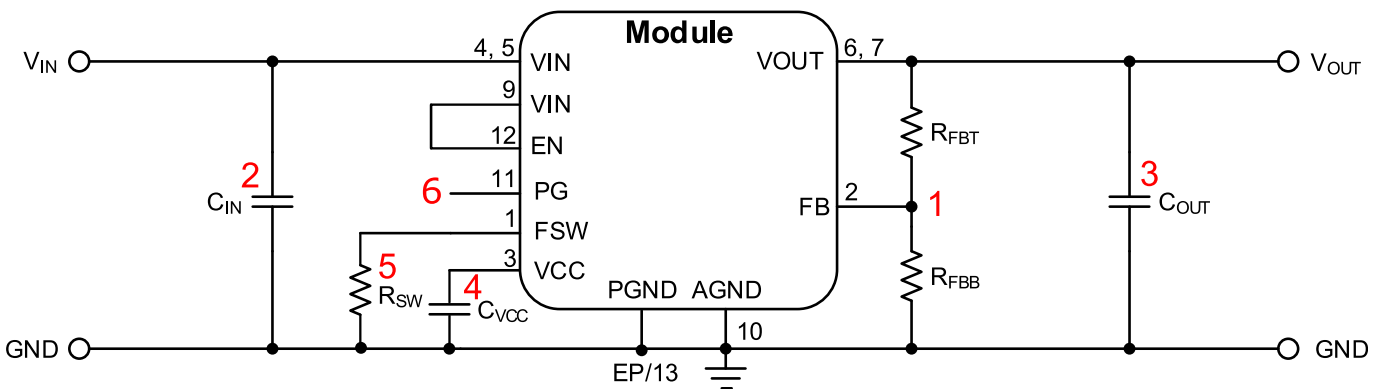 Module
VIN 4, 5 VIN VOUT 6, 7 VOUT
9 VIN
12 EN
RFBT
2 CIN
6 11 PG
FB 2 1
3 COUT
1 FSW
5 RSW
3 VCC
4 CVCC
RFBB
PGND AGND
10
GND GND
EP/13